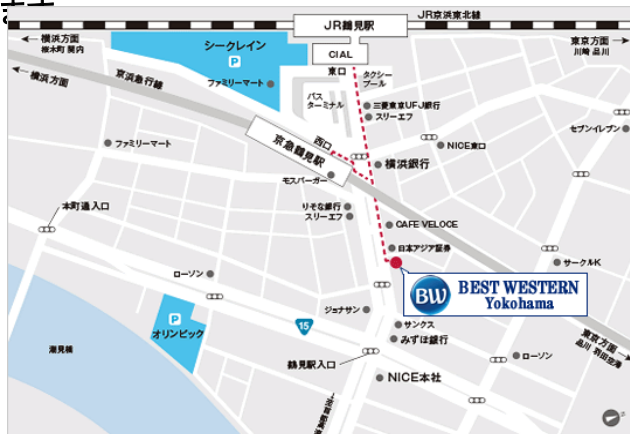 ます
JR鶴見駅
JR京浜東北線
横浜方面
桜木町 関内
シークレイン
P
CIAL
東口
東京方面
川崎 品川
横浜方面
京浜急行線
ファミリーマート
タクシー
プール
バス
ターミナル
三菱東京UFJ銀行
スリーエフ
セブンイレブン
ファミリーマート
京急鶴見駅
西口
NICE東口
横浜銀行
モスバーガー
りそな銀行
スリーエフ
本町通入口
CAFE VELOCE
日本アジア証券
ローソン
サークルK
BW
BEST WESTERN
Yokohama
P
オリンピック
15
ジョナサン
サンクス
みずほ銀行
東京方面
品川 羽田空港
潮見橋
鶴見駅入口
ローソン
NICE本社